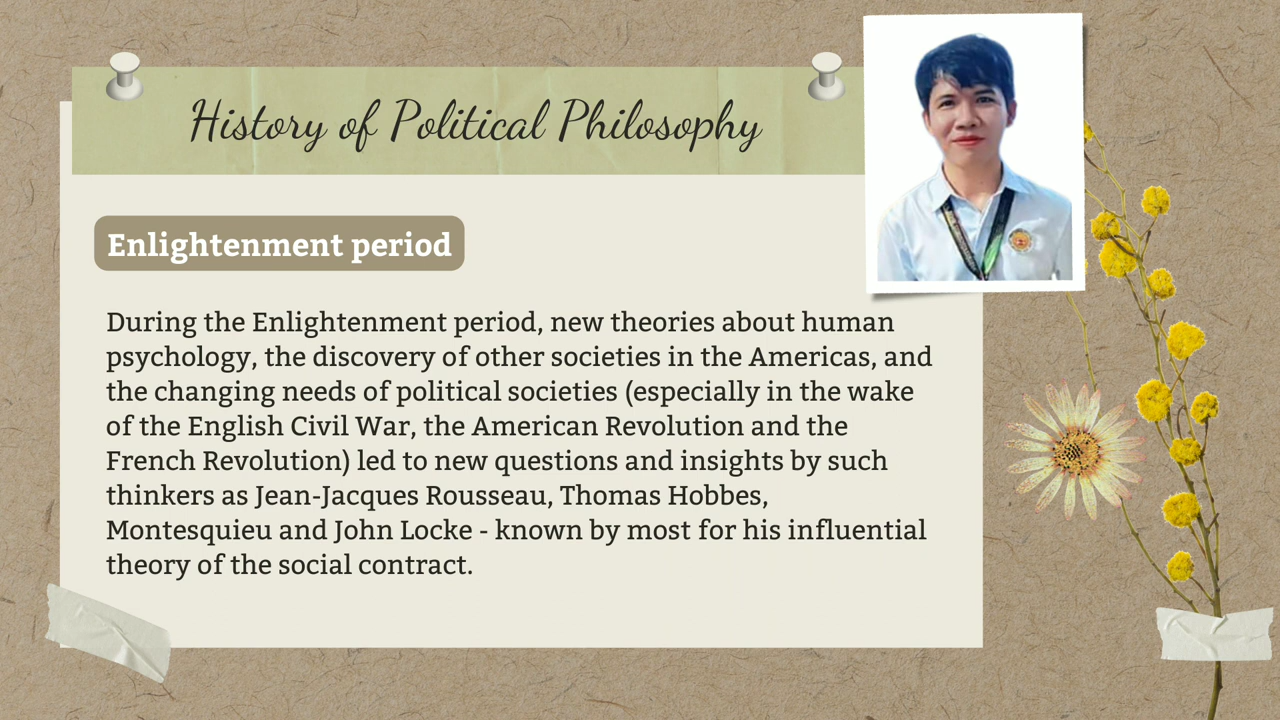 History of Political Philosophy
Enlightenment period
During the Enlightenment period, new theories about human
psychology, the discovery of other societies in the Americas, and
the changing needs of political societies (especially in the wake
of the English Civil War, the American Revolution and the
French Revolution) led to new questions and insights by such
thinkers as Jean-Jacques Rousseau, Thomas Hobbes,
Montesquieu and John Locke - known by most for his influential
theory of the social contract.